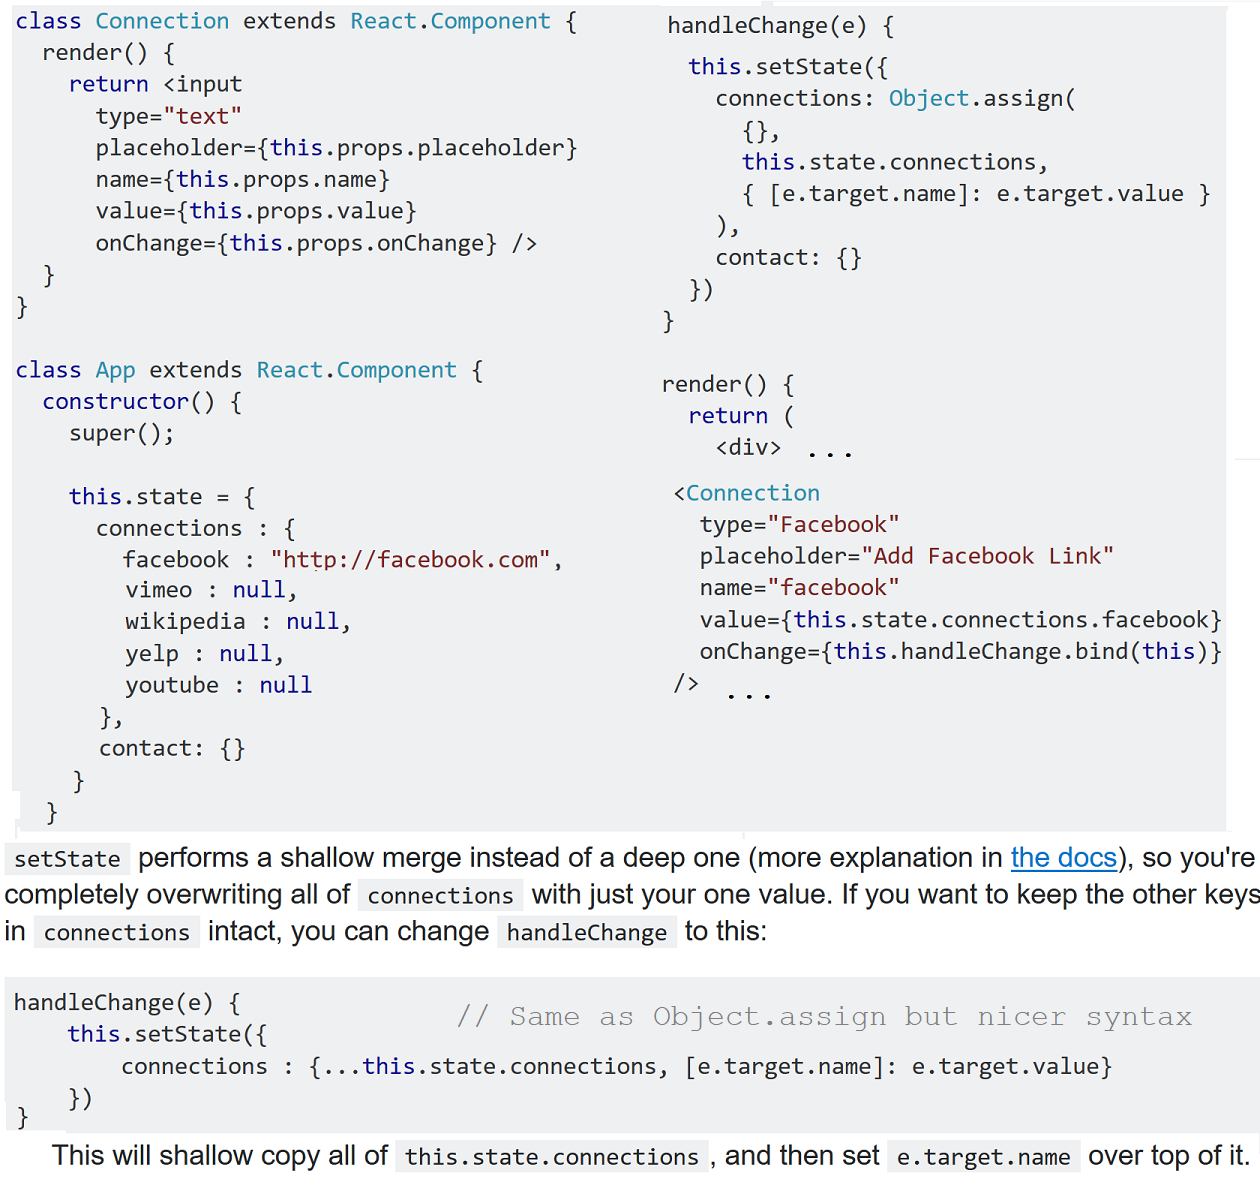 class Connection extends React.Component {
render() {
return <input
type="text"
placeholder={this.props.placeholder}
name={this.props.name}
value={this.props.value}
onChange={this.props.onChange} />
}
}
class App extends React.Component {
constructor() {
super();
this.state = {
connections : {
facebook : "http://facebook.com",
vimeo : null,
wikipedia : null,
yelp : null,
youtube : null
},
contact: {}
}
}
handleChange(e) {
this.setState({
connections: Object.assign(
{},
this.state.connections,
{ [e.target.name]: e.target.value }
),
contact: {}
})
}
render() {
return (
<div> ...
<Connection
type="Facebook"
placeholder="Add Facebook Link"
name="facebook"
value={this.state.connections.facebook}
onChange={this.handleChange.bind(this)}
/> ...
setState performs a shallow merge instead of a deep one (more explanation in the docs), so you're
completely overwriting all of connections with just your one value. If you want to keep the other keys
in connections intact, you can change handleChange to this:
handleChange(e) {
// Same as Object.assign but nicer syntax
this.setState({
connections : {...this.state.connections, [e.target.name]: e.target.value}
})
}
This will shallow copy all of this.state.connections , and then set e.target.name over top of it.